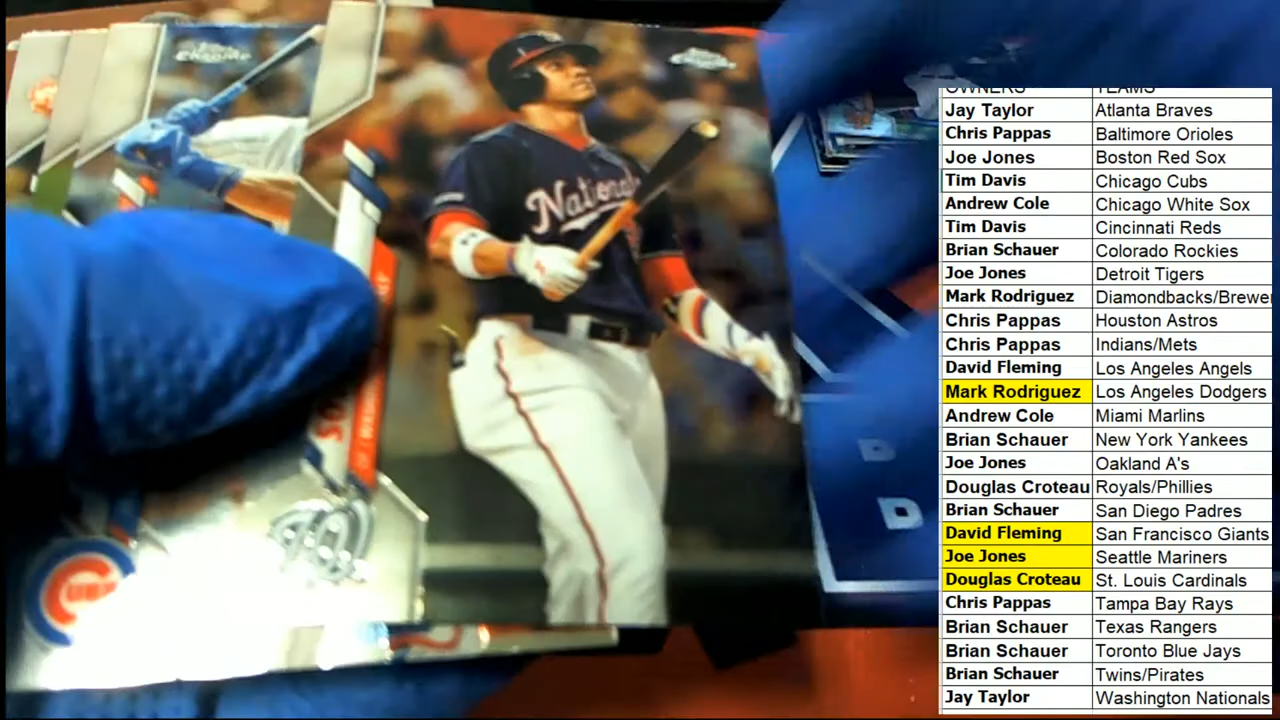 Topps Chrome
Topps Chrome
Nationals
OWNERS TEAMS
Jay Taylor Atlanta Braves
Chris Pappas Baltimore Orioles
Joe Jones Boston Red Sox
Tim Davis Chicago Cubs
Andrew Cole Chicago White Sox
Tim Davis Cincinnati Reds
Brian Schauer Colorado Rockies
Joe Jones Detroit Tigers
Mark Rodriguez Diamondbacks/Brewe
Chris Pappas Houston Astros
Chris Pappas Indians/Mets
David Fleming Los Angeles Angels
Mark Rodriguez Los Angeles Dodgers
Andrew Cole Miami Marlins
Brian Schauer New York Yankees
Joe Jones Oakland A's
Douglas Croteau Royals/Phillies
Brian Schauer San Diego Padres
David Fleming San Francisco Giants
Joe Jones Seattle Mariners
Douglas Croteau St. Louis Cardinals
Chris Pappas Tampa Bay Rays
Brian Schauer Texas Rangers
Brian Schauer Toronto Blue Jays
Brian Schauer Twins/Pirates
Jay Taylor Washington Nationals